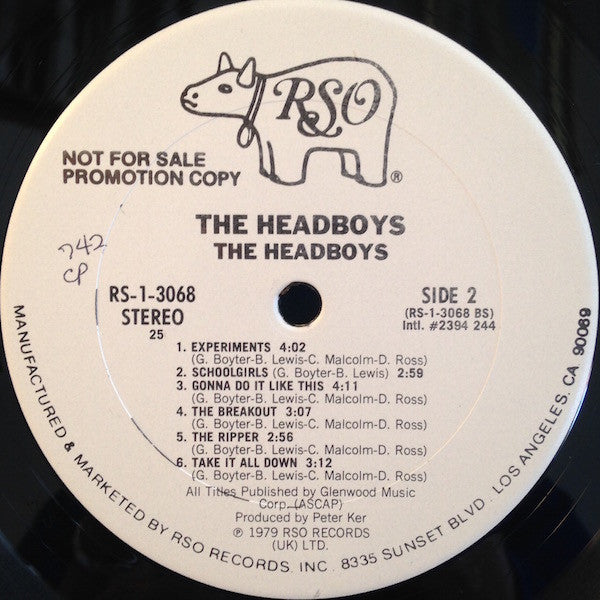 RSO
®
NOT FOR SALE
PROMOTION COPY
THE HEADBOYS
THE HEADBOYS
742
CP
RS-1-3068
STEREO
25
SIDE 2
(RS-1-3068 BS)
Intl. #2394 244
1. EXPERIMENTS 4:02
(G. Boyter-B. Lewis-C. Malcolm-D. Ross)
2. SCHOOLGIRLS (G. Boyter-B. Lewis) 2:59
3. GONNA DO IT LIKE THIS 4:11
(G. Boyter-B. Lewis-C. Malcolm-D. Ross)
4. THE BREAKOUT 3:07
(G. Boyter-B. Lewis-C. Malcolm-D. Ross)
5. THE RIPPER 2:56
(G. Boyter-B. Lewis-C. Malcolm-D. Ross)
6. TAKE IT ALL DOWN 3:12
(G. Boyter-B. Lewis-C. Malcolm-D. Ross)
All Titles Published by Glenwood Music
Corp. (ASCAP)
Produced by Peter Ker
℗ 1979 RSO RECORDS
(UK) LTD.
MANUFACTURED & MARKETED BY RSO RECORDS, INC. 8335 SUNSET BLVD. LOS ANGELES, CA 90069